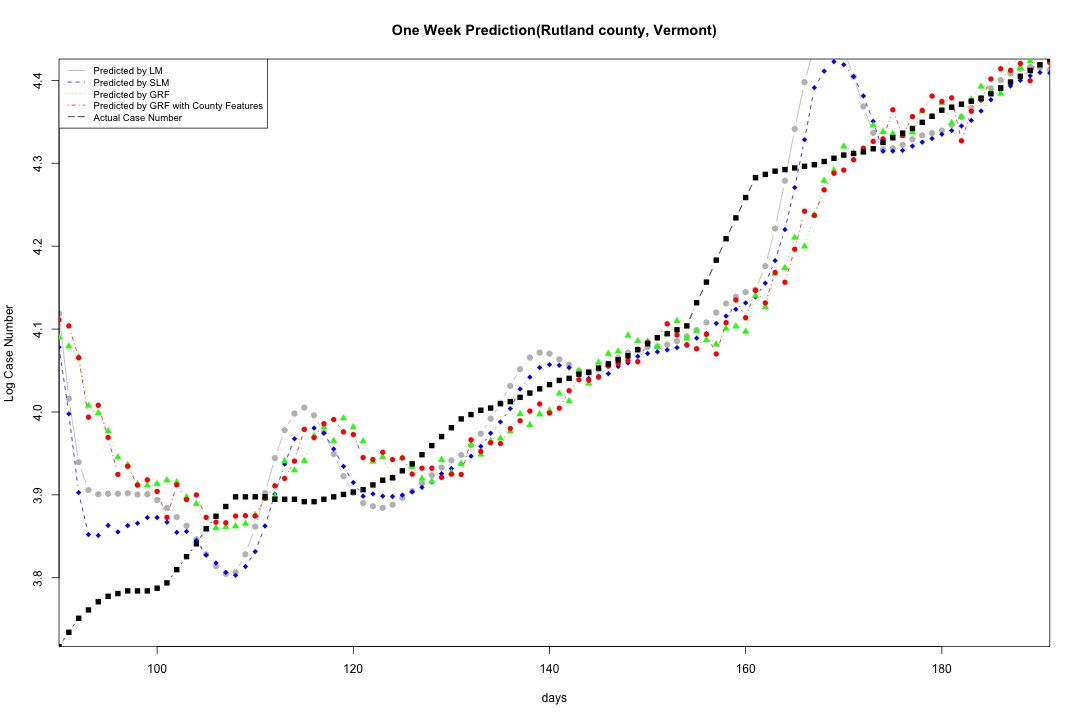 One Week Prediction(Rutland county, Vermont)
Predicted by LM
Predicted by SLM
Predicted by GRF
Predicted by GRF with County Features
Actual Case Number
Log Case Number
4.4
4.3
4.2
4.1
4.0
3.9
3.8
100 120 140 160 180
days